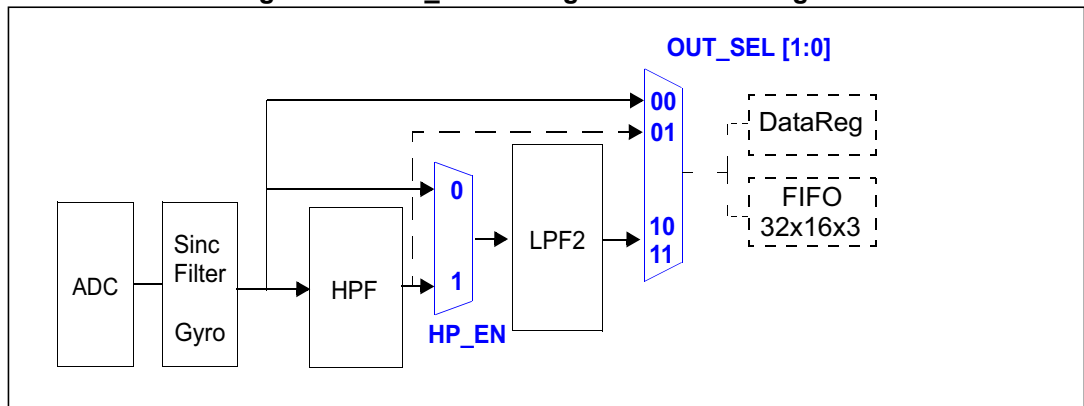 OUT_SEL [1:0]
00
01
DataReg
0
FIFO
32x16x3
10
11
LPF2
Sinc
Filter
Gyro
ADC
HPF
1
HP_EN